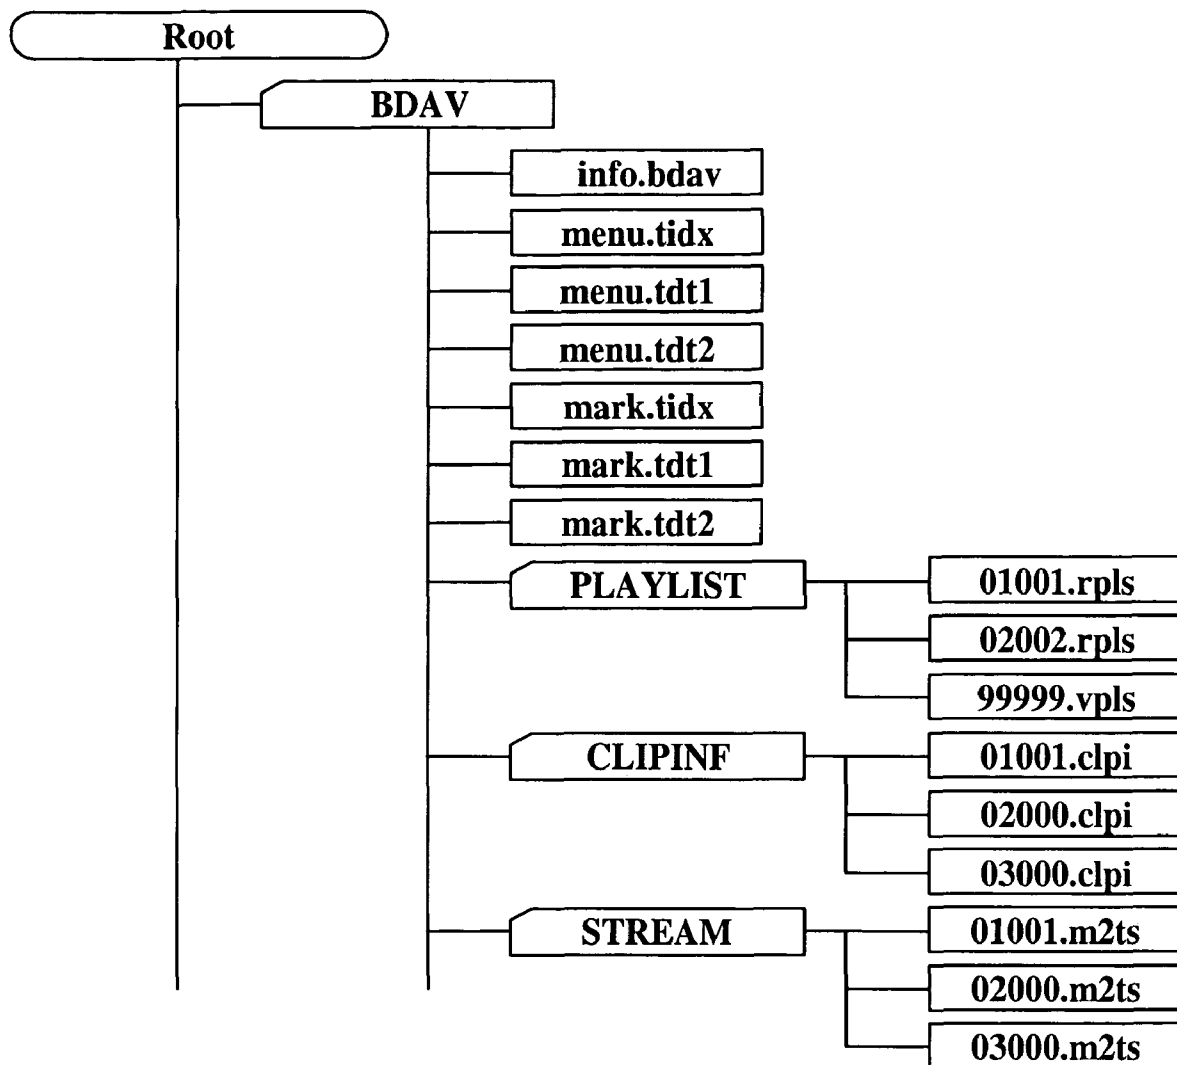 Root
BDAV
info.bdav
menu.tidx
menu.tdt1
menu.tdt2
mark.tidx
mark.tdt1
mark.tdt2
PLAYLIST
01001.rpls
02002.rpls
99999.vpls
CLIPINF
01001.clpi
02000.clpi
03000.clpi
STREAM
01001.m2ts
02000.m2ts
03000.m2ts